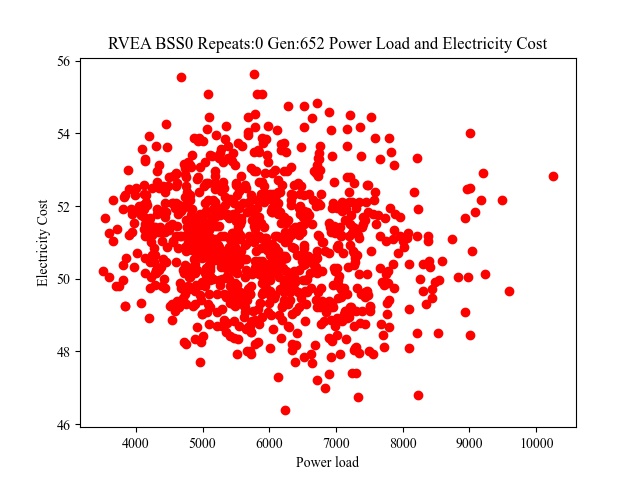 RVEA BSS0 Repeats:0 Gen:652 Power Load and Electricity Cost
56
54
52
50
48
46
Electricity Cost
4000 5000 6000 7000 8000 9000 10000
Power load